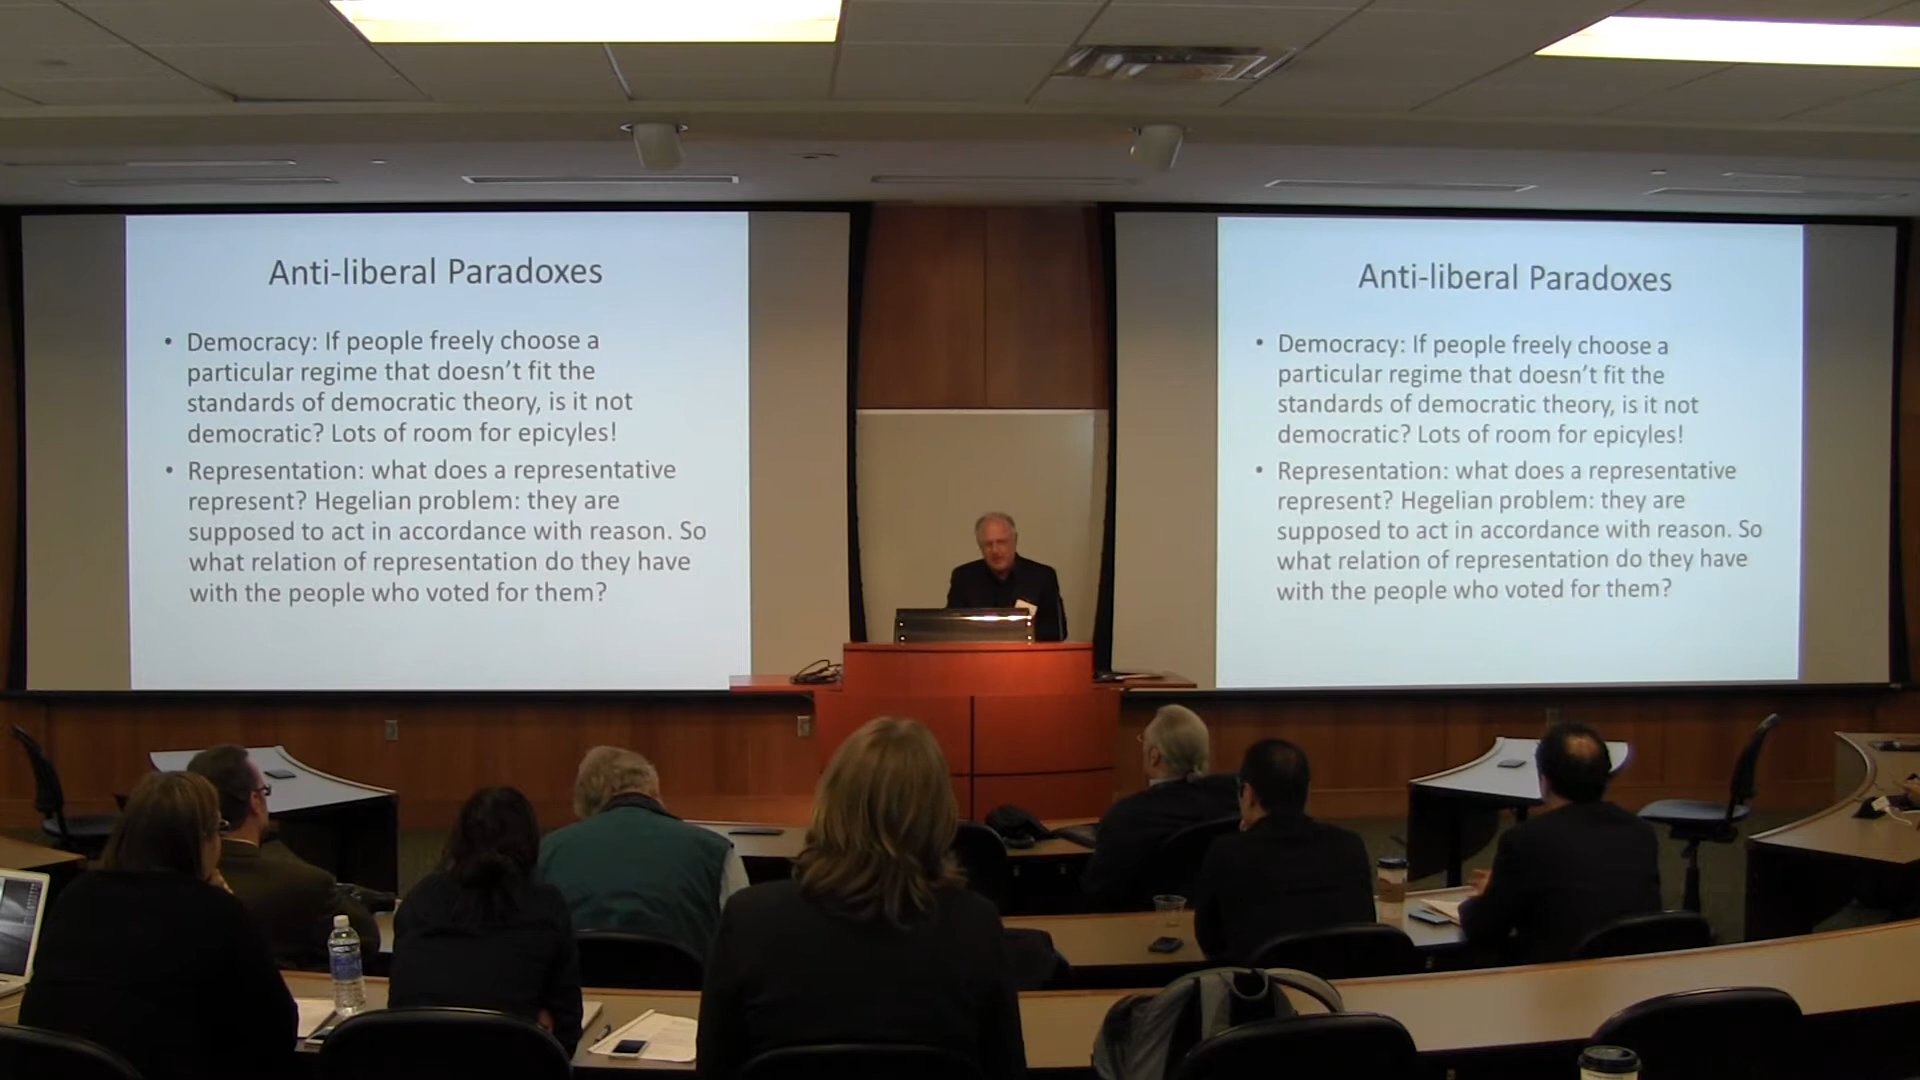 Anti-liberal Paradoxes
• Democracy: If people freely choose a
particular regime that doesn't fit the
standards of democratic theory, is it not
democratic? Lots of room for epicyles!
• Representation: what does a representative
represent? Hegelian problem: they are
supposed to act in accordance with reason. So
what relation of representation do they have
with the people who voted for them?
Anti-liberal Paradoxes
• Democracy: If people freely choose a
particular regime that doesn't fit the
standards of democratic theory, is it not
democratic? Lots of room for epicyles!
• Representation: what does a representative
represent? Hegelian problem: they are
supposed to act in accordance with reason. So
what relation of representation do they have
with the people who voted for them?